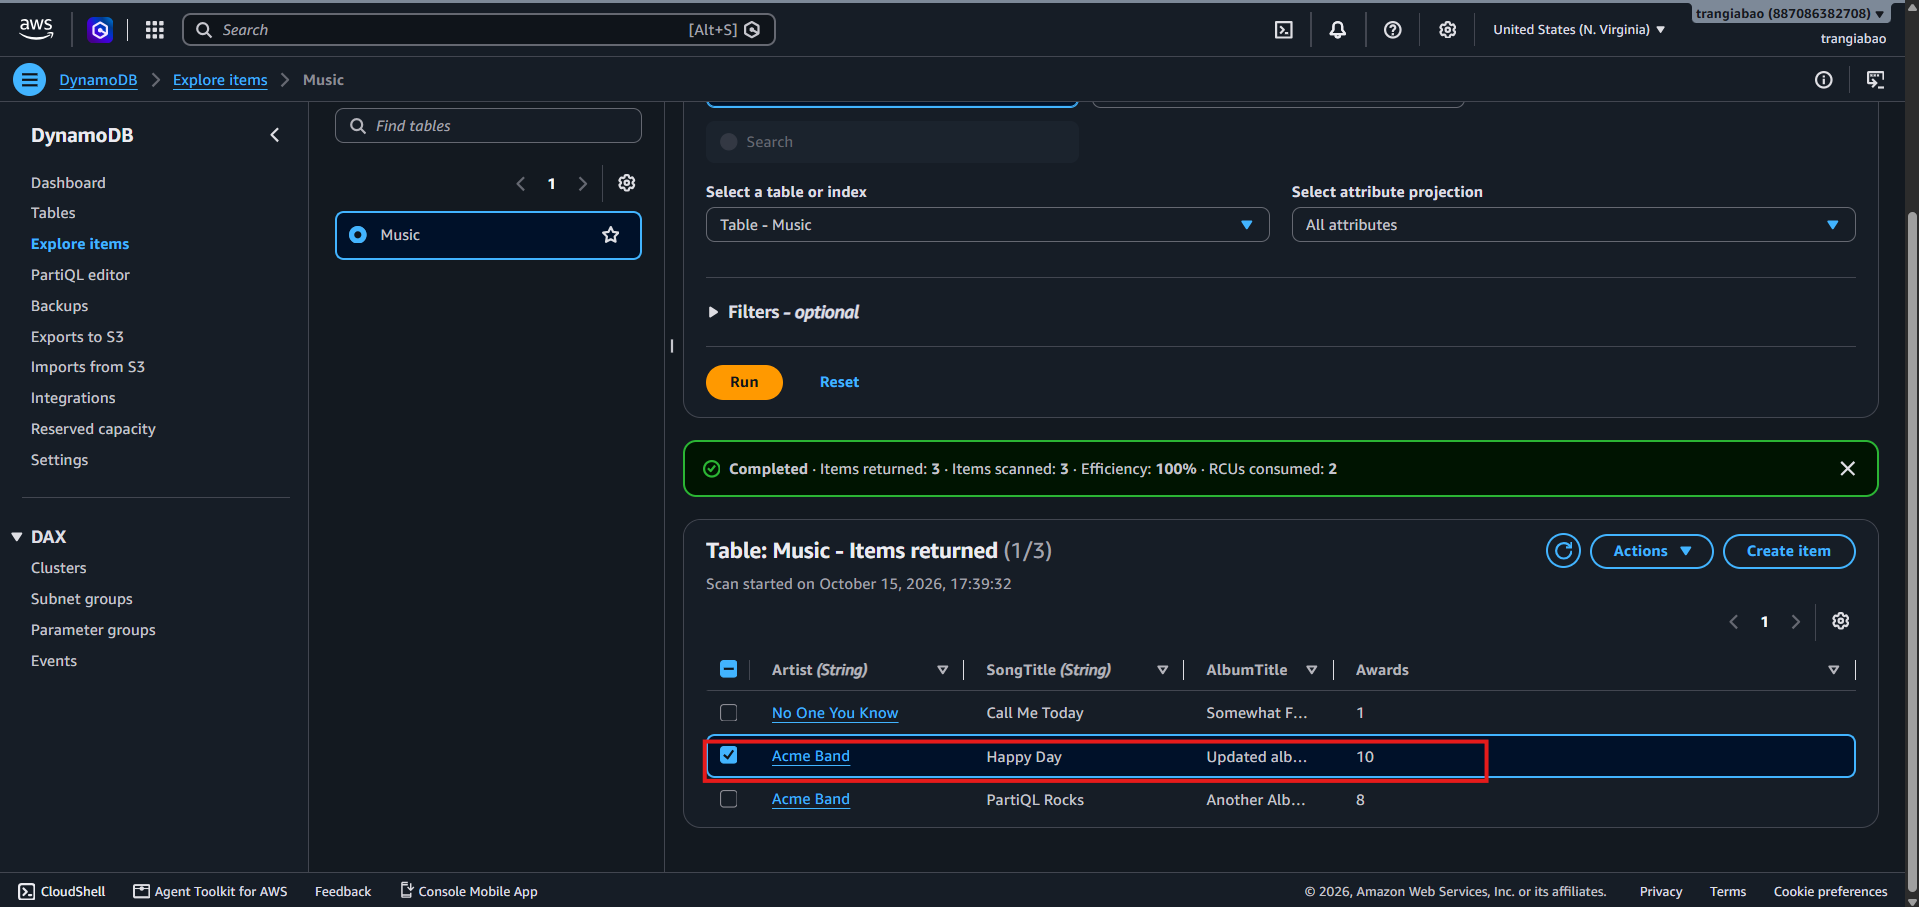 aws
Search [Alt+S]
United States (N. Virginia)
trangiabao (887086382708)
trangiabao
DynamoDB
Explore items
Music
DynamoDB
Dashboard
Tables
Explore items
PartiQL editor
Backups
Exports to S3
Imports from S3
Integrations
Reserved capacity
Settings
DAX
Clusters
Subnet groups
Parameter groups
Events
Find tables
1
Music
Search
Select a table or index
Table - Music
Select attribute projection
All attributes
Filters - optional
Run
Reset
Completed · Items returned: 3 · Items scanned: 3 · Efficiency: 100% · RCUs consumed: 2
Table: Music - Items returned (1/3)
Scan started on October 15, 2026, 17:39:32
Actions
Create item
1
Artist (String) SongTitle (String) AlbumTitle Awards
No One You Know Call Me Today Somewhat F... 1
Acme Band Happy Day Updated alb... 10
Acme Band PartiQL Rocks Another Alb... 8
CloudShell Agent Toolkit for AWS Feedback Console Mobile App © 2026, Amazon Web Services, Inc. or its affiliates. Privacy Terms Cookie preferences